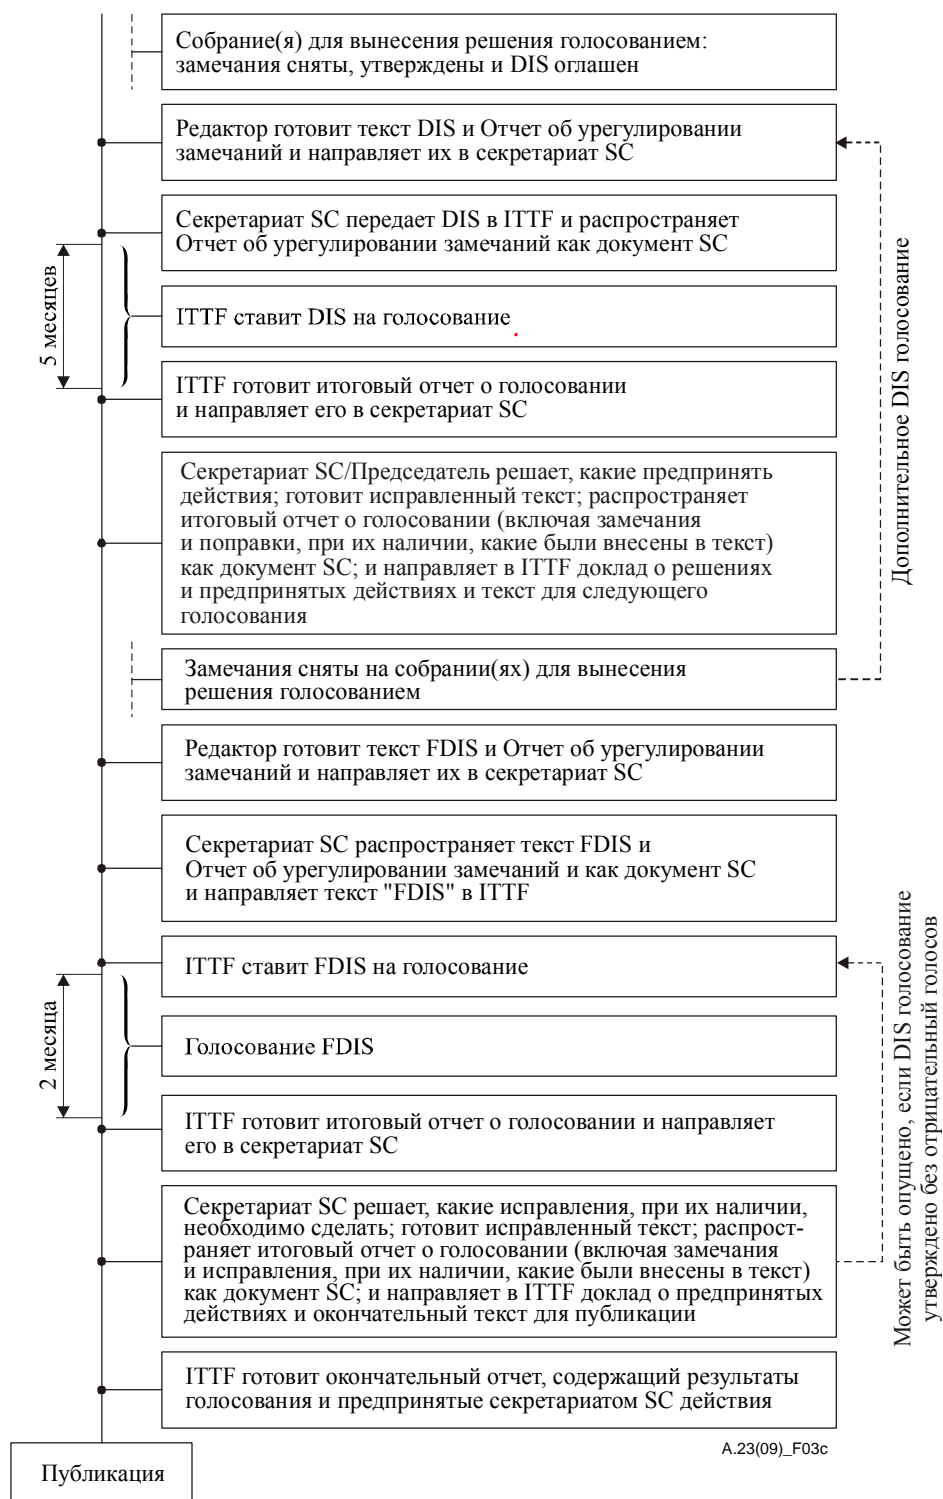 Собрание(я) для вынесения решения голосованием:
замечания сняты, утверждены и DIS оглашен
Редактор готовит текст DIS и Отчет об урегулировании
замечаний и направляет их в секретариат SC
Секретариат SC передает DIS в ITTF и распространяет
Отчет об урегулировании замечаний как документ SC
5 месяцев
ITTF ставит DIS на голосование
ITTF готовит итоговый отчет о голосовании
и направляет его в секретариат SC
Дополнительное DIS голосование
Секретариат SC/Председатель решает, какие предпринять
действия; готовит исправленный текст; распространяет
итоговый отчет о голосовании (включая замечания
и поправки, при их наличии, какие были внесены в текст)
как документ SC; и направляет в ITTF доклад о решениях
и предпринятых действиях и текст для следующего
голосования
Замечания сняты на собрании(ях) для вынесения
решения голосованием
Редактор готовит текст FDIS и Отчет об урегулировании
замечаний и направляет их в секретариат SC
Секретариат SC распространяет текст FDIS и
Отчет об урегулировании замечаний и как документ SC
и направляет текст "FDIS" в ITTF
ITTF ставит FDIS на голосование
2 месяца
Голосование FDIS
ITTF готовит итоговый отчет о голосовании и направляет
его в секретариат SC
Может быть опущено, если DIS голосование
утверждено без отрицательный голосов
Секретариат SC решает, какие исправления, при их наличии,
необходимо сделать; готовит исправленный текст; распрост-
раняет итоговый отчет о голосовании (включая замечания
и исправления, при их наличии, какие были внесены в текст)
как документ SC; и направляет в ITTF доклад о предпринятых
действиях и окончательный текст для публикации
ITTF готовит окончательный отчет, содержащий результаты
голосования и предпринятые секретариатом SC действия
A.23(09)_F03c
Публикация